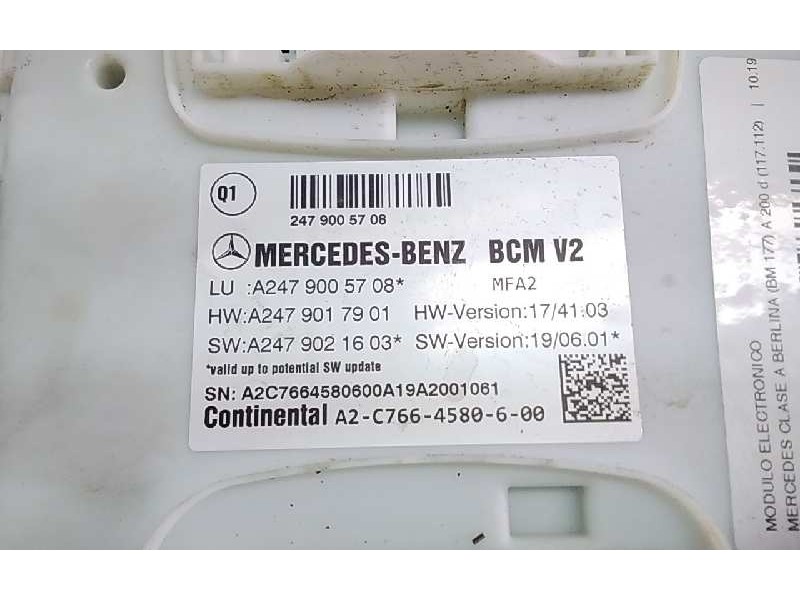 Q1
247 900 57 08
MERCEDES-BENZ BCM V2
LU :A247 900 57 08* MFA2
HW:A247 901 79 01 HW-Version:17/41.03
SW:A247 902 16 03* SW-Version:19/06.01*
*valid up to potential SW update
SN: A2C7664580600A19A2001061
Continental A2-C766-4580-6-00
MODULO ELECTRONICO
MERCEDES CLASE A BERLINA (BM 177) A 200 d (177.112) | 10.19